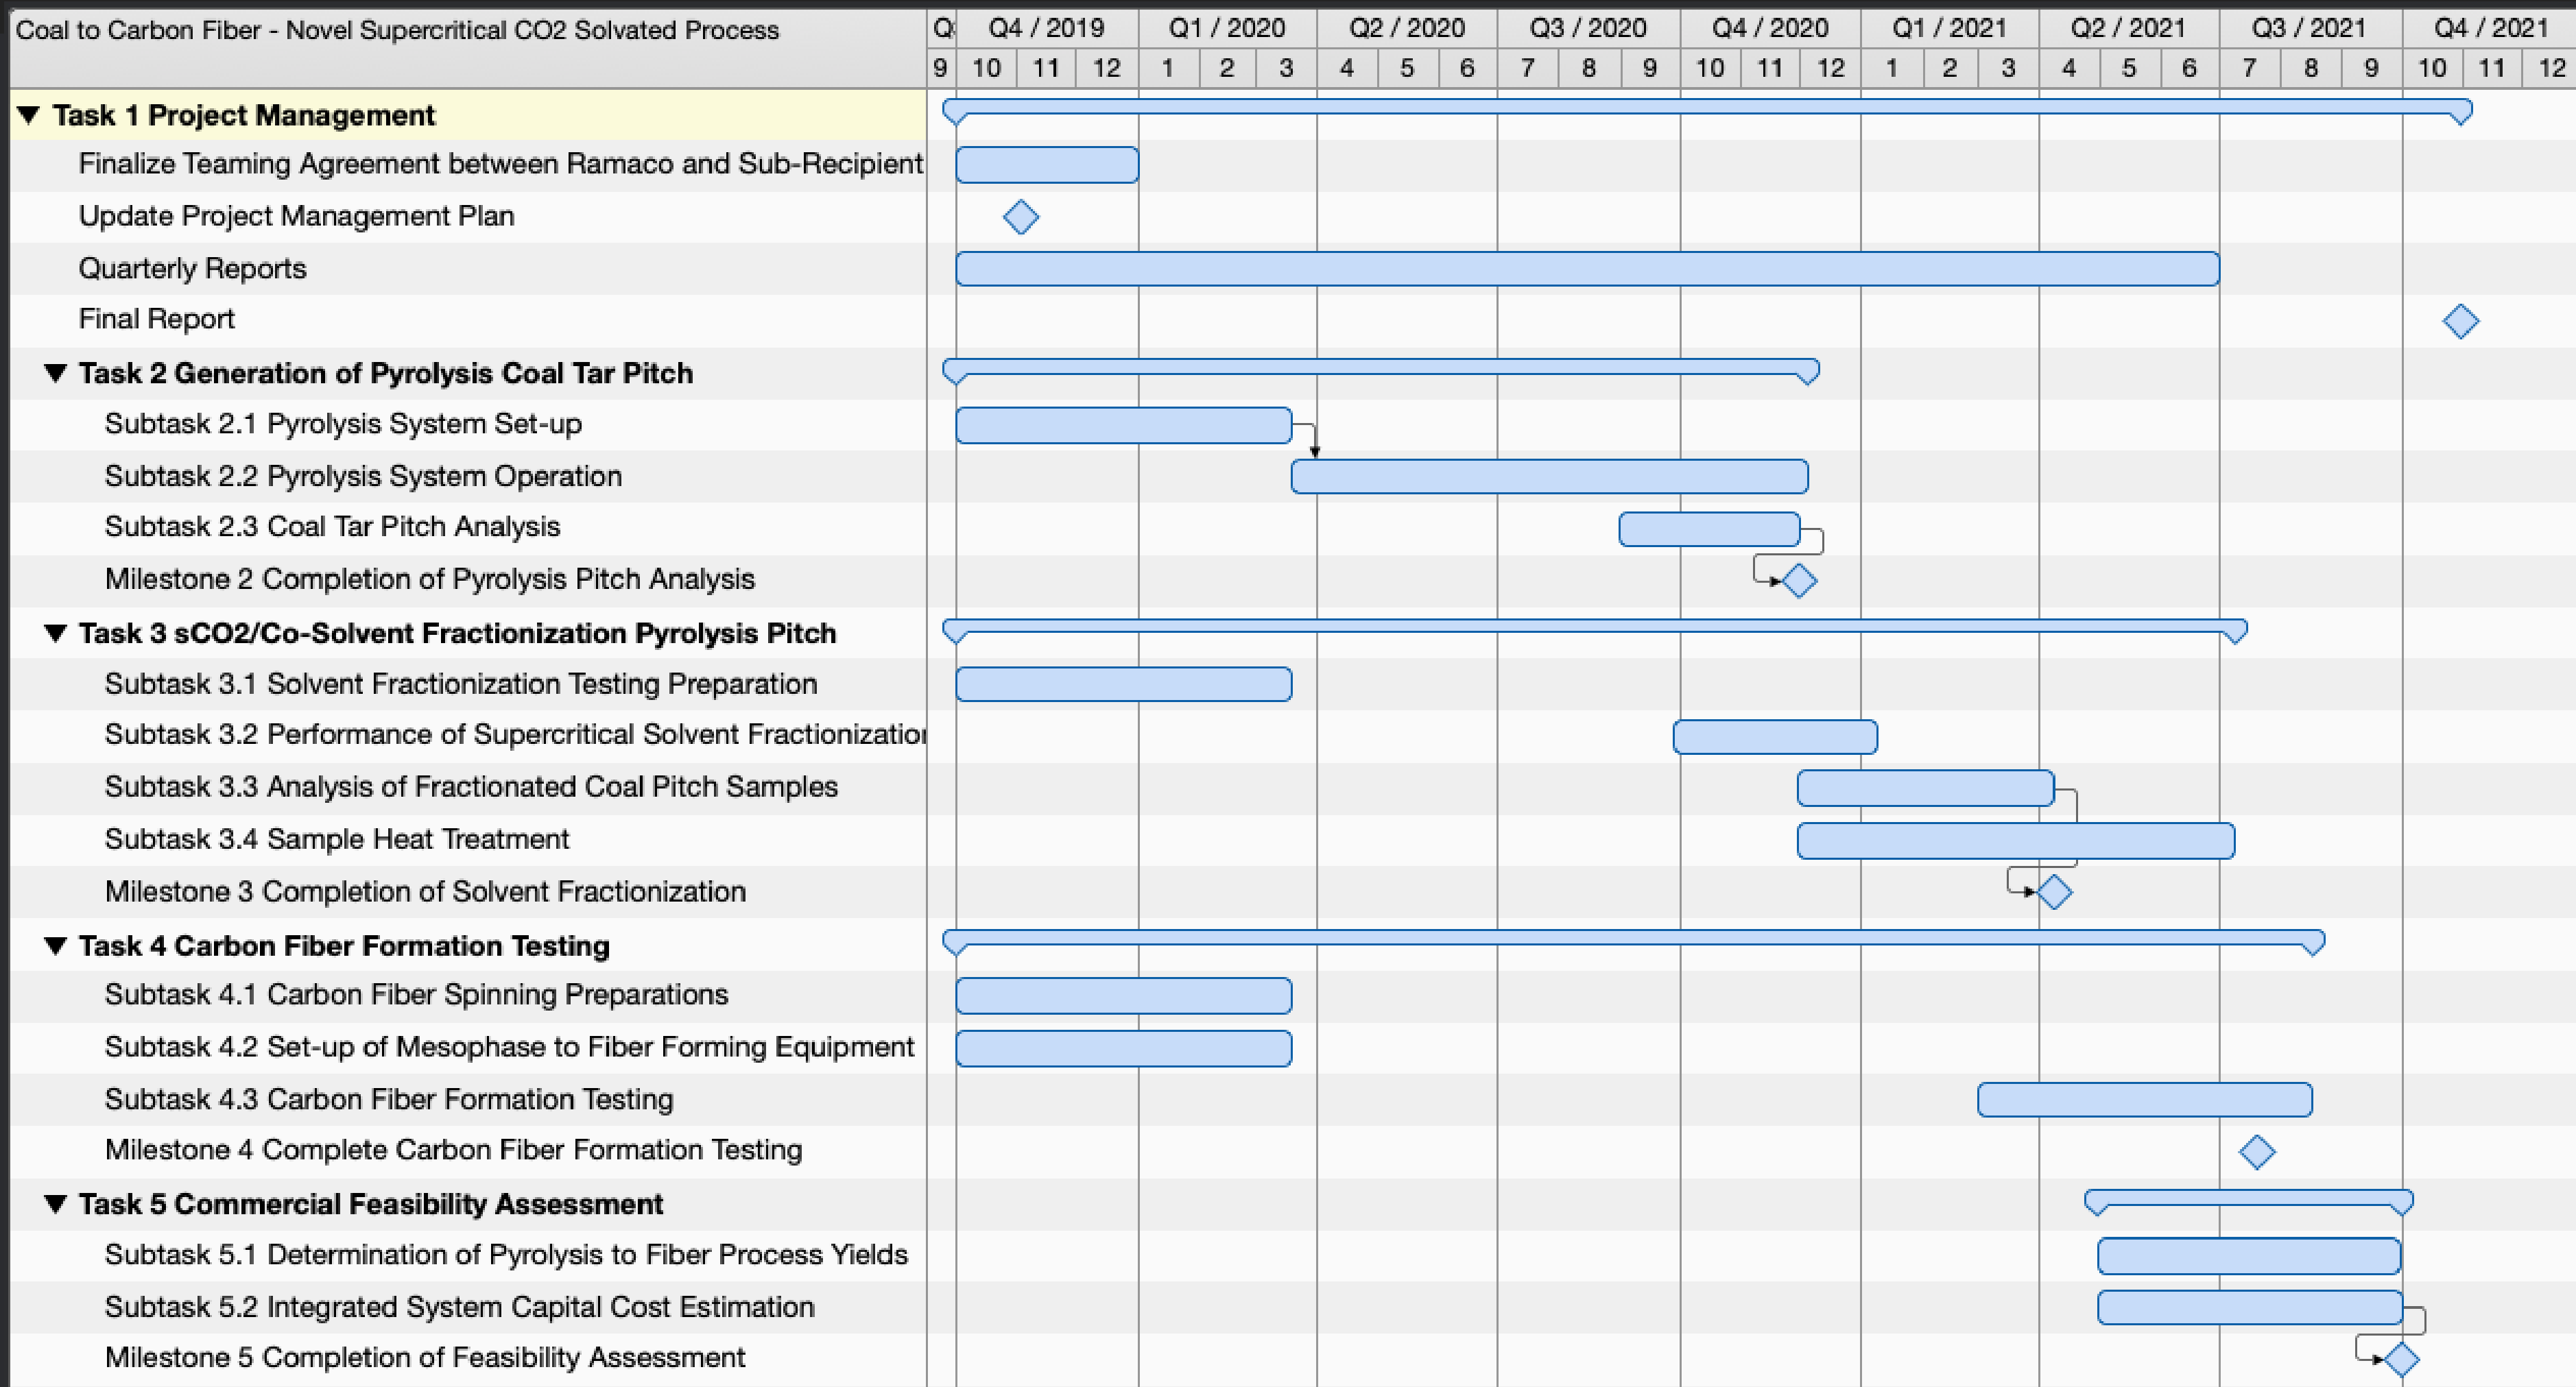 Coal to Carbon Fiber - Novel Supercritical CO2 Solvated Process
Q4 / 2019 Q1 / 2020 Q2 / 2020 Q3 / 2020 Q4 / 2020 Q1 / 2021 Q2 / 2021 Q3 / 2021 Q4 / 2021
9 10 11 12 1 2 3 4 5 6 7 8 9 10 11 12 1 2 3 4 5 6 7 8 9 10 11 12
Task 1 Project Management
Finalize Teaming Agreement between Ramaco and Sub-Recipient
Update Project Management Plan
Quarterly Reports
Final Report
Task 2 Generation of Pyrolysis Coal Tar Pitch
Subtask 2.1 Pyrolysis System Set-up
Subtask 2.2 Pyrolysis System Operation
Subtask 2.3 Coal Tar Pitch Analysis
Milestone 2 Completion of Pyrolysis Pitch Analysis
Task 3 sCO2/Co-Solvent Fractionization Pyrolysis Pitch
Subtask 3.1 Solvent Fractionization Testing Preparation
Subtask 3.2 Performance of Supercritical Solvent Fractionization
Subtask 3.3 Analysis of Fractionated Coal Pitch Samples
Subtask 3.4 Sample Heat Treatment
Milestone 3 Completion of Solvent Fractionization
Task 4 Carbon Fiber Formation Testing
Subtask 4.1 Carbon Fiber Spinning Preparations
Subtask 4.2 Set-up of Mesophase to Fiber Forming Equipment
Subtask 4.3 Carbon Fiber Formation Testing
Milestone 4 Complete Carbon Fiber Formation Testing
Task 5 Commercial Feasibility Assessment
Subtask 5.1 Determination of Pyrolysis to Fiber Process Yields
Subtask 5.2 Integrated System Capital Cost Estimation
Milestone 5 Completion of Feasibility Assessment